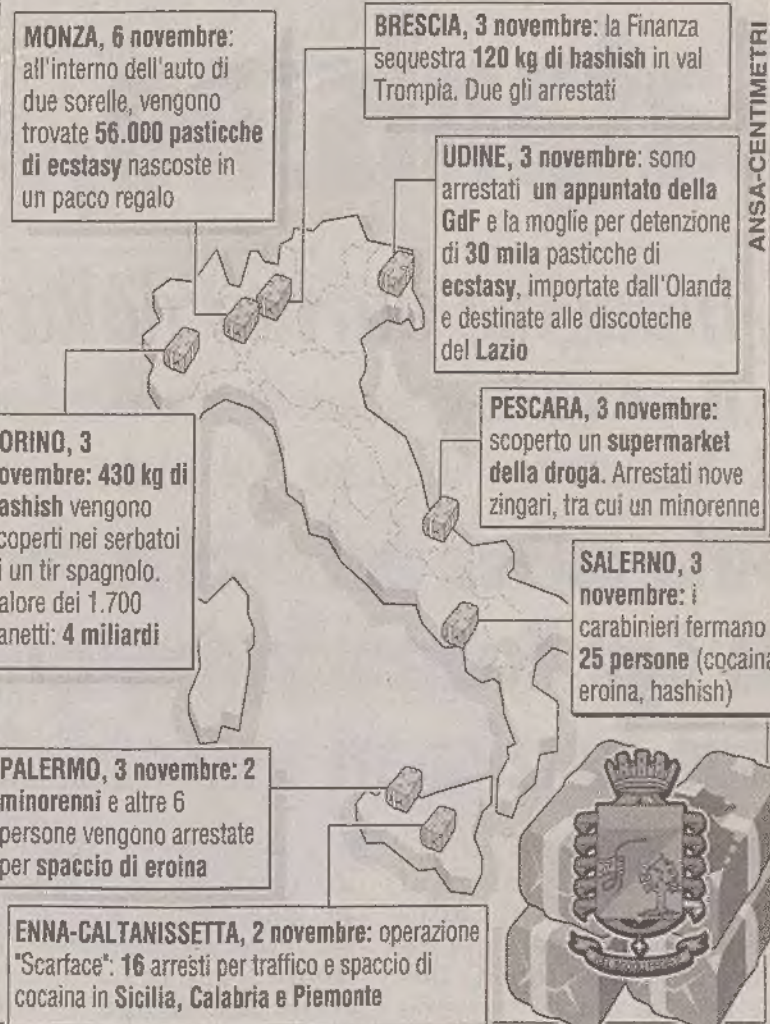 MONZA, 6 novembre:
all'interno dell'auto di
due sorelle, vengono
trovate 56.000 pasticche
di ecstasy nascoste in
un pacco regalo
BRESCIA, 3 novembre: la Finanza
sequestra 120 kg di hashish in val
Trompia. Due gli arrestati
ANSA-CENTIMETRI
UDINE, 3 novembre: sono
arrestati un appuntato della
GdF e la moglie per detenzione
di 30 mila pasticche di
ecstasy, importate dall'Olanda
e destinate alle discoteche
del Lazio
ORINO, 3
ovembre: 430 kg di
ashish vengono
coperti nei serbatoi
i un tir spagnolo.
alore dei 1.700
anetti: 4 miliardi
PESCARA, 3 novembre:
scoperto un supermarket
della droga. Arrestati nove
zingari, tra cui un minorenne
SALERNO, 3
novembre: i
carabinieri fermano
25 persone (cocaina
eroina, hashish)
PALERMO, 3 novembre: 2
minorenni e altre 6
persone vengono arrestate
per spaccio di eroina
ENNA-CALTANISSETTA, 2 novembre: operazione
"Scarface": 16 arresti per traffico e spaccio di
cocaina in Sicilia, Calabria e Piemonte